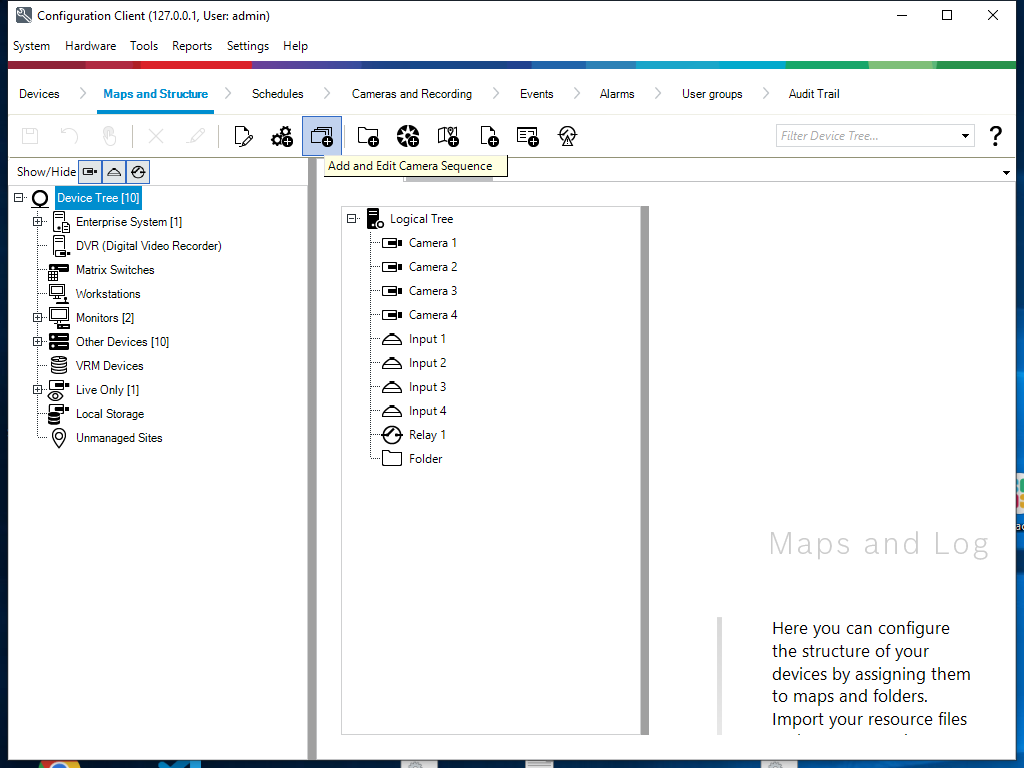 Configuration Client (127.0.0.1, User: admin)
System Hardware Tools Reports Settings Help
Devices Maps and Structure Schedules Cameras and Recording Events Alarms User groups Audit Trail
Filter Device Tree...
?
Add and Edit Camera Sequence
Show/Hide
Device Tree [10]
Enterprise System [1]
DVR (Digital Video Recorder)
Matrix Switches
Workstations
Monitors [2]
Other Devices [10]
VRM Devices
Live Only [1]
Local Storage
Unmanaged Sites
Logical Tree
Camera 1
Camera 2
Camera 3
Camera 4
Input 1
Input 2
Input 3
Input 4
Relay 1
Folder
Maps and Log
Here you can configure
the structure of your
devices by assigning them
to maps and folders.
Import your resource files